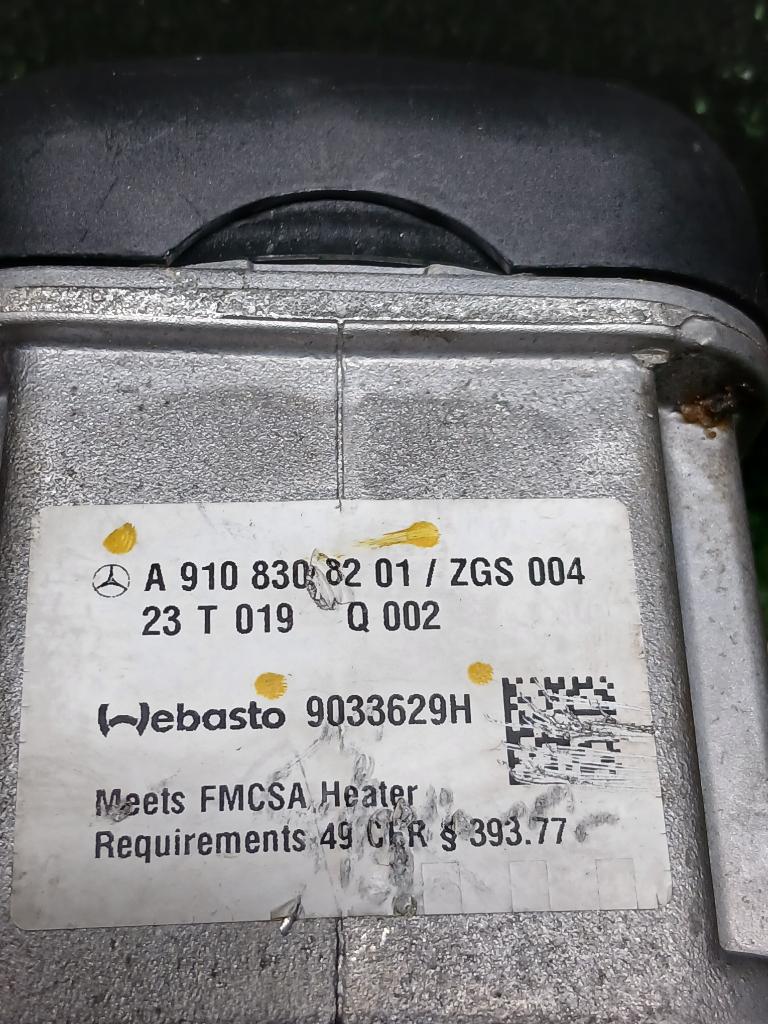 A 910 830 82 01 / ZGS 004
23 T 019 Q 002
Webasto 9033629H
Meets FMCSA Heater
Requirements 49 CFR § 393.77